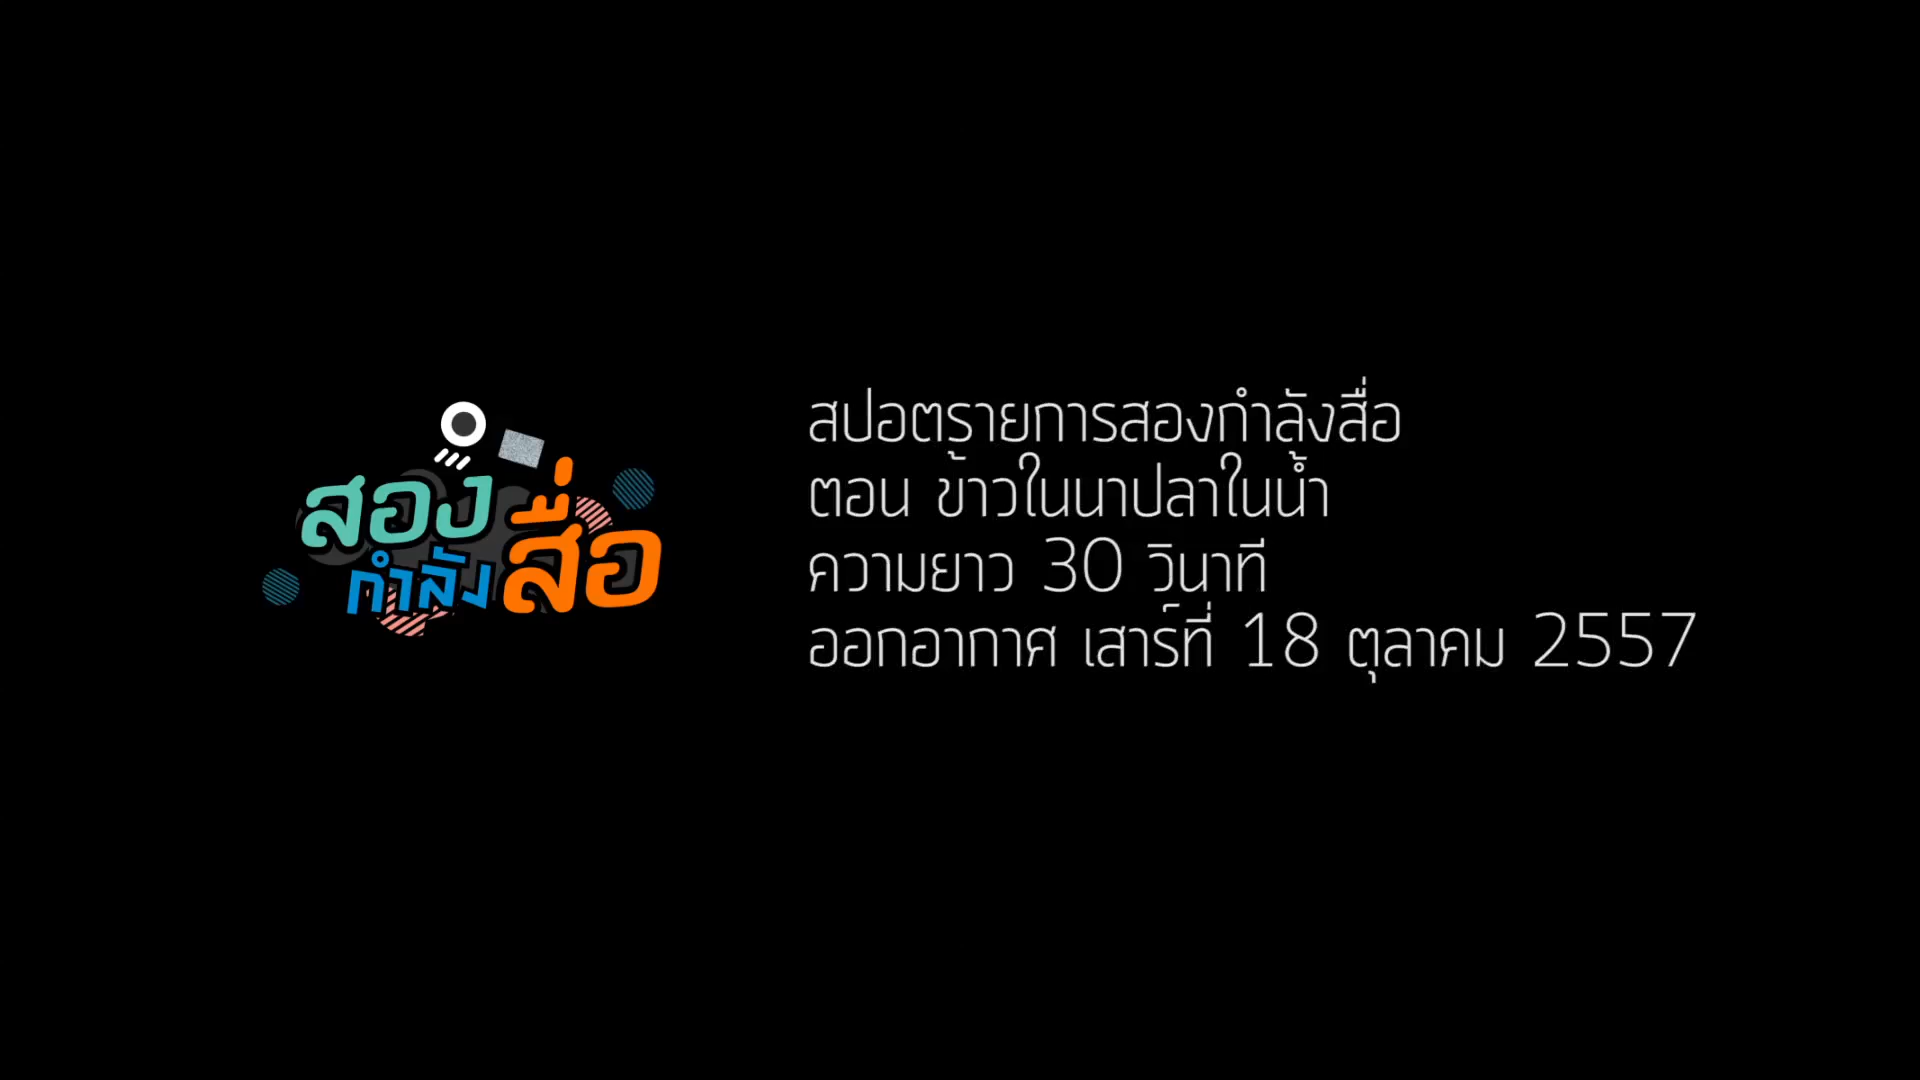 สอง
กำลัง
สื่อ
สปอตรายการสองกำลังสื่อ
ตอน ข้าวในนาปลาในน้ำ
ความยาว 30 วินาที
ออกอากาศ เสาร์ที่ 18 ตุลาคม 2557